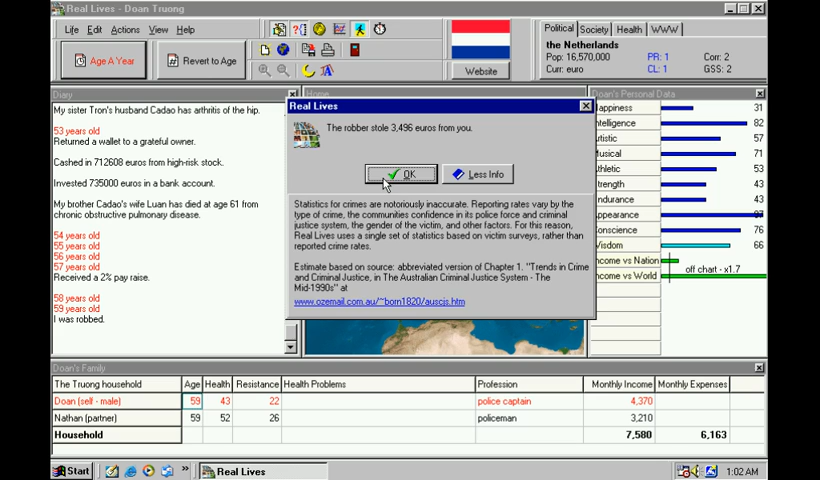 Real Lives - Doan Truong
Life Edit Actions View Help
Age A Year
Revert to Age
Website
Political Society Health WWW
the Netherlands
Pop: 16,570,000 PR: 1 Corr: 2
Curr: euro CL: 1 GSS: 2
Diary
My sister Tron's husband Cadao has arthritis of the hip.
53 years old
Returned a wallet to a grateful owner.
Cashed in 712608 euros from high-risk stock.
Invested 735000 euros in a bank account.
My brother Cadao's wife Luan has died at age 61 from
chronic obstructive pulmonary disease.
54 years old
55 years old
56 years old
57 years old
Received a 2% pay raise.
58 years old
59 years old
I was robbed.
Home
Real Lives
The robber stole 3,496 euros from you.
OK
Less Info
Statistics for crimes are notoriously inaccurate. Reporting rates vary by the
type of crime, the communities confidence in its police force and criminal
justice system, the gender of the victim, and other factors. For this reason,
Real Lives uses a single set of statistics based on victim surveys, rather than
reported crime rates.
Estimate based on source: abbreviated version of Chapter 1. "Trends in Crime
and Criminal Justice, in The Australian Criminal Justice System - The
Mid-1990s" at
www.ozemail.com.au/~born1820/auscjs.htm
Doan's Personal Data
appiness 31
ntelligence 82
rtistic 57
usical 71
thletic 53
trength 43
ndurance 43
ppearance 87
onscience 76
isdom 66
ncome vs Nation
ncome vs World
off chart - x1.7
Doan's Family
The Truong household Age Health Resistance Health Problems Profession Monthly Income Monthly Expenses
Doan (self - male) 59 43 22 police captain 4,370
Nathan (partner) 59 52 26 policeman 3,210
Household 7,580 6,163
Start
Real Lives
1:02 AM